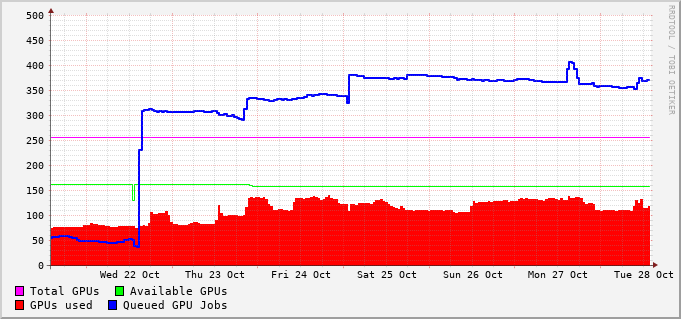 500
450
400
350
300
250
200
150
100
50
0
Wed 22 Oct Thu 23 Oct Fri 24 Oct Sat 25 Oct Sun 26 Oct Mon 27 Oct Tue 28 Oct
Total GPUs Available GPUs
GPUs used Queued GPU Jobs
RRDTOOL / TOBI OETIKER